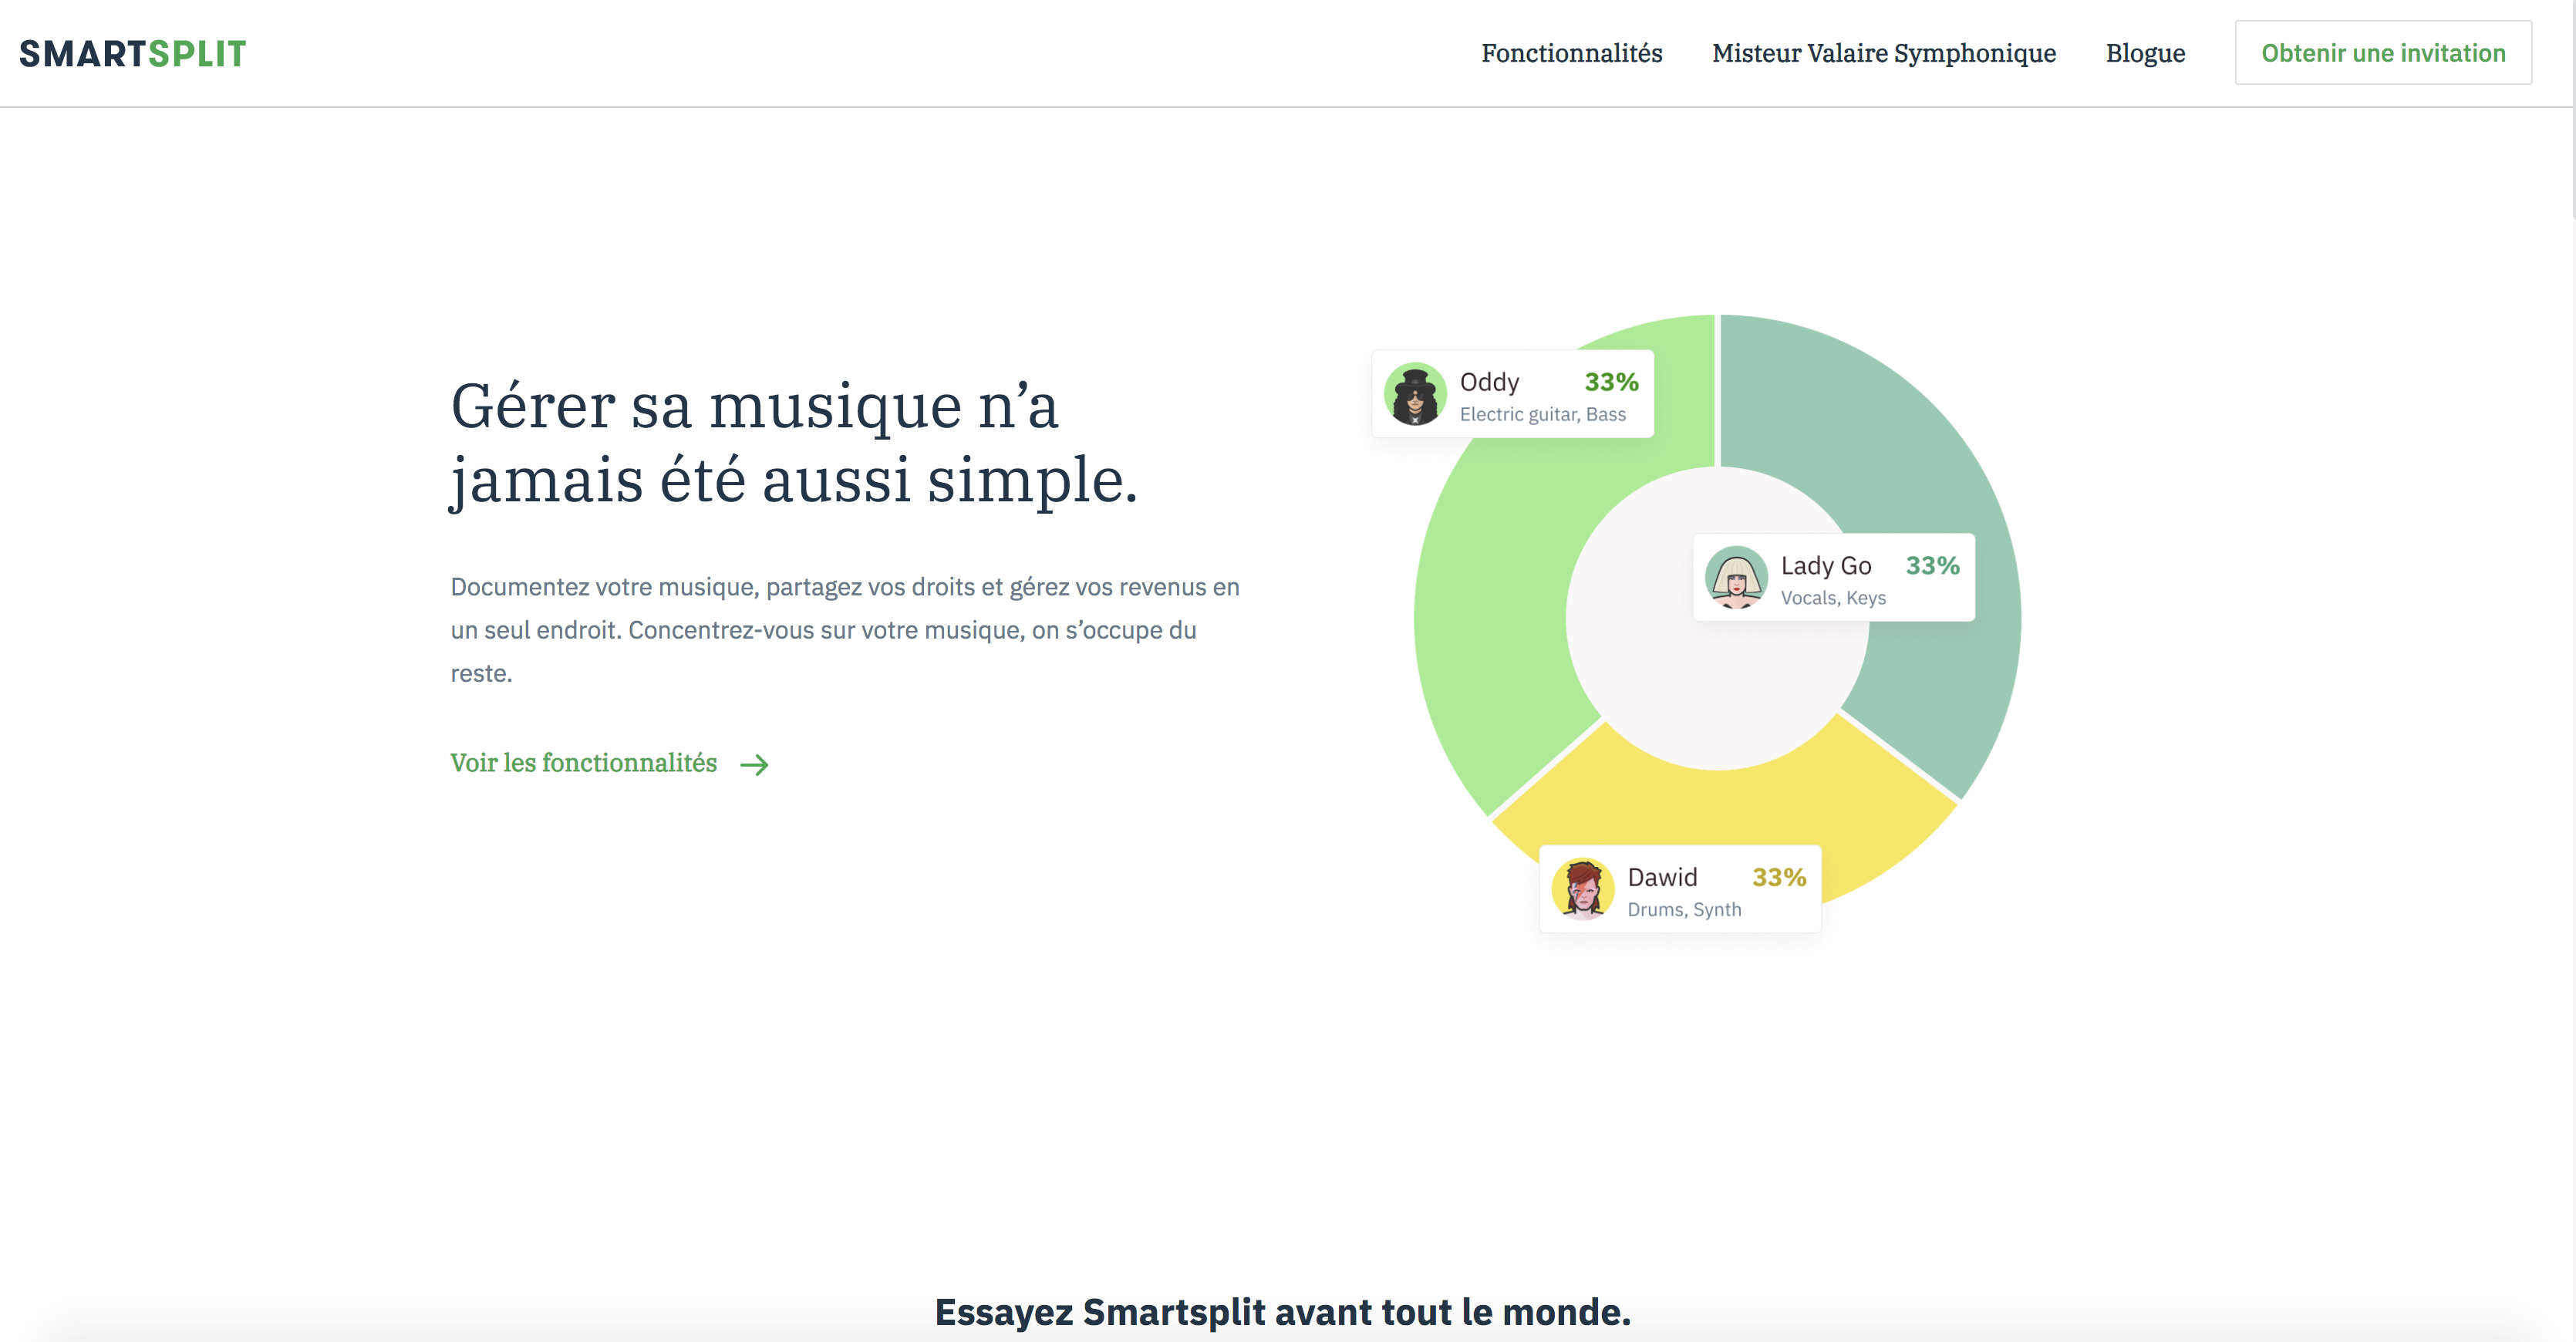 SMARTSPLIT
Fonctionnalités
Misteur Valaire Symphonique
Blogue
Obtenir une invitation
Gérer sa musique n’a
jamais été aussi simple.
Documentez votre musique, partagez vos droits et gérez vos revenus en
un seul endroit. Concentrez-vous sur votre musique, on s’occupe du
reste.
Voir les fonctionnalités
Oddy 33%
Electric guitar, Bass
Lady Go 33%
Vocals, Keys
Dawid 33%
Drums, Synth
Essayez Smartsplit avant tout le monde.